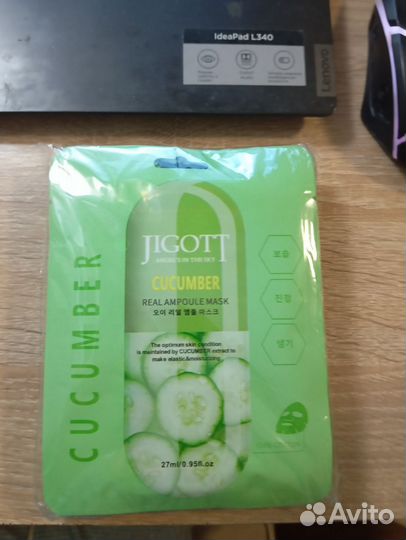 IdeaPad L340
Lenovo
JIGOTT
CUCUMBER
REAL AMPOULE MASK
오이 리얼 앰플 마스크
The optimum skin condition
is maintained by CUCUMBER extract to
make elastic&moisturizing.
27ml/0.95fl.oz
CUCUMBER
보습
진정
생기
Avito